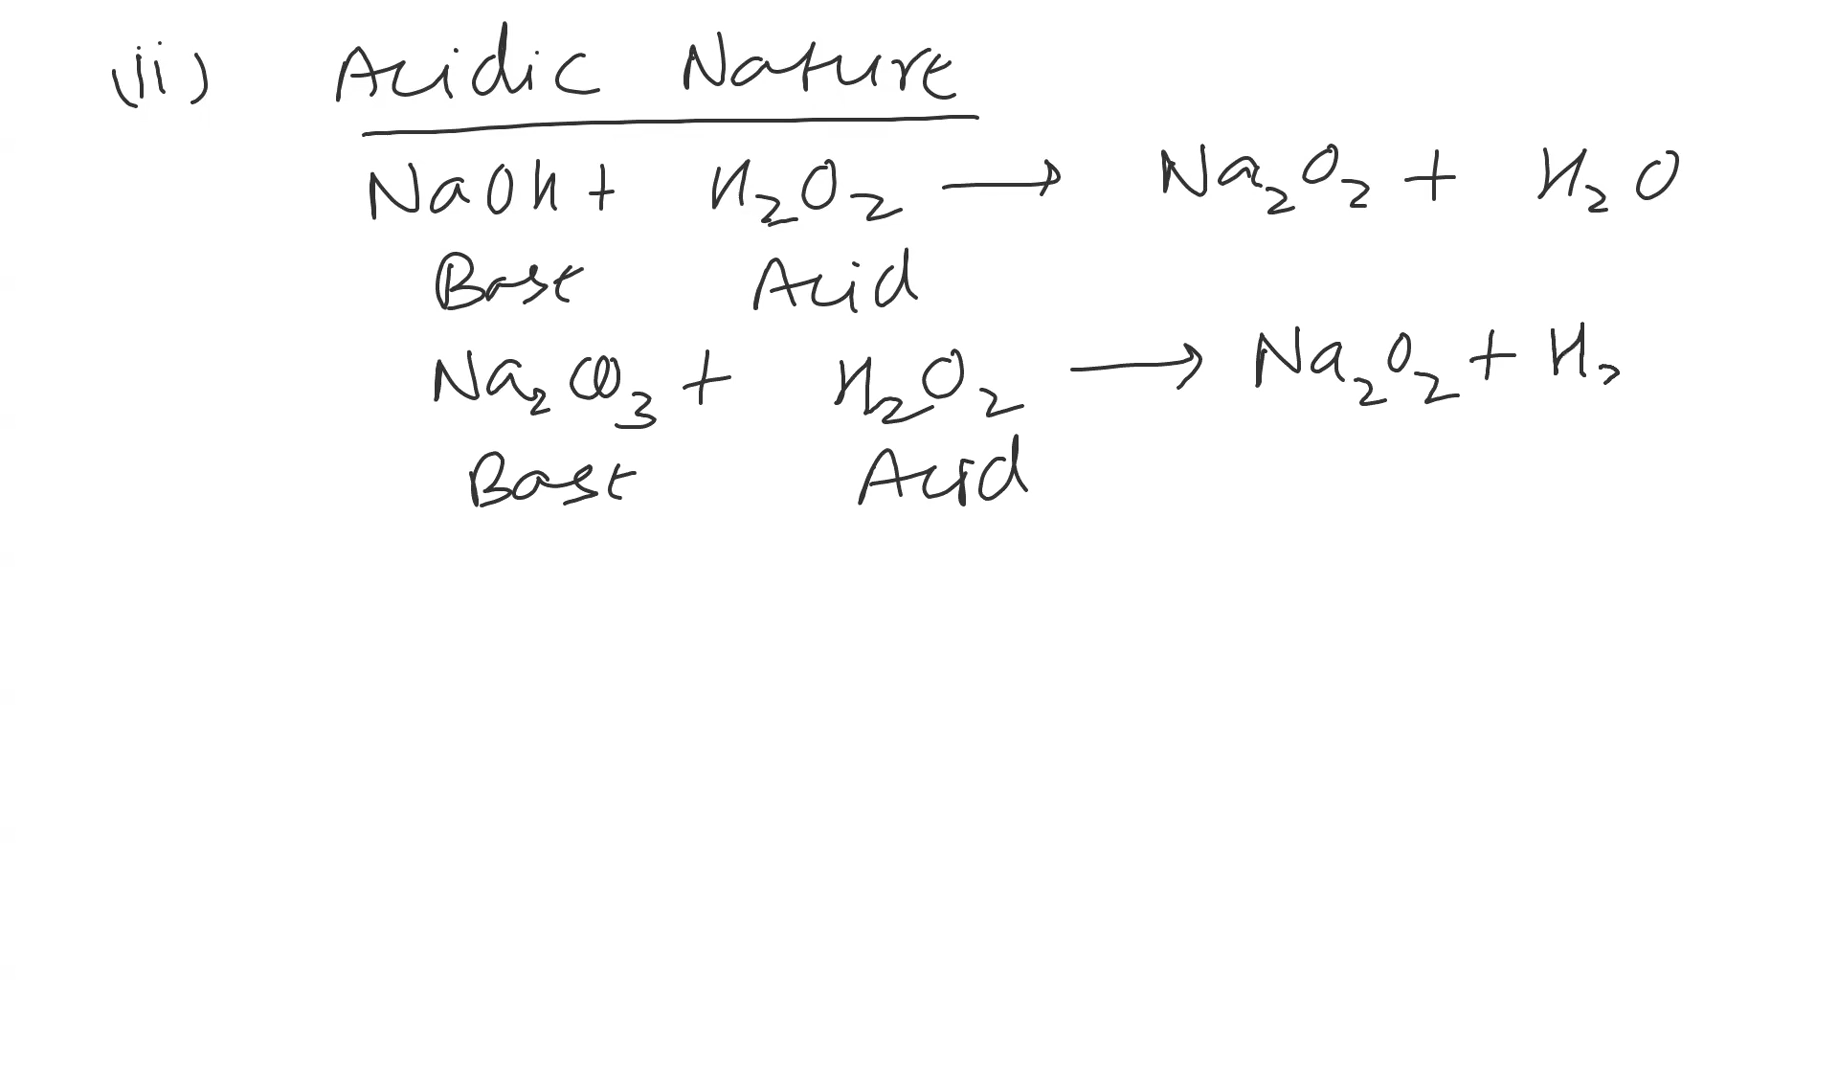 (ii) Acidic Nature
NaOH + H₂O₂ → Na₂O₂ + H₂O
Base Acid
Na₂CO₃ + H₂O₂ → Na₂O₂ + H₂
Base Acid